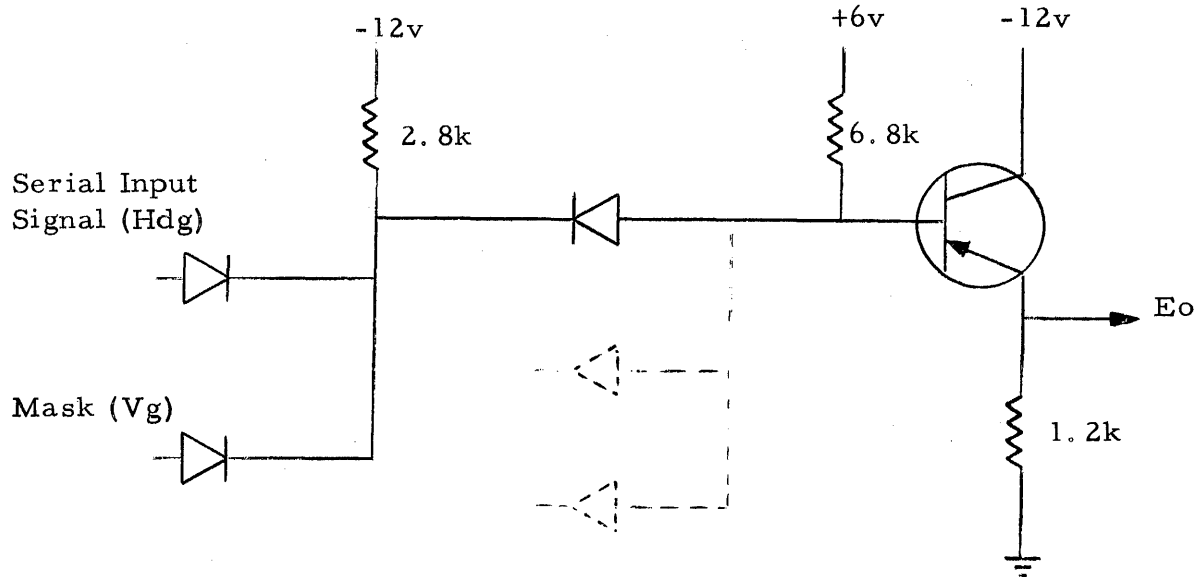 -12v
+6v
-12v
2.8k
6.8k
Serial Input
Signal (Hdg)
Eo
Mask (Vg)
1.2k